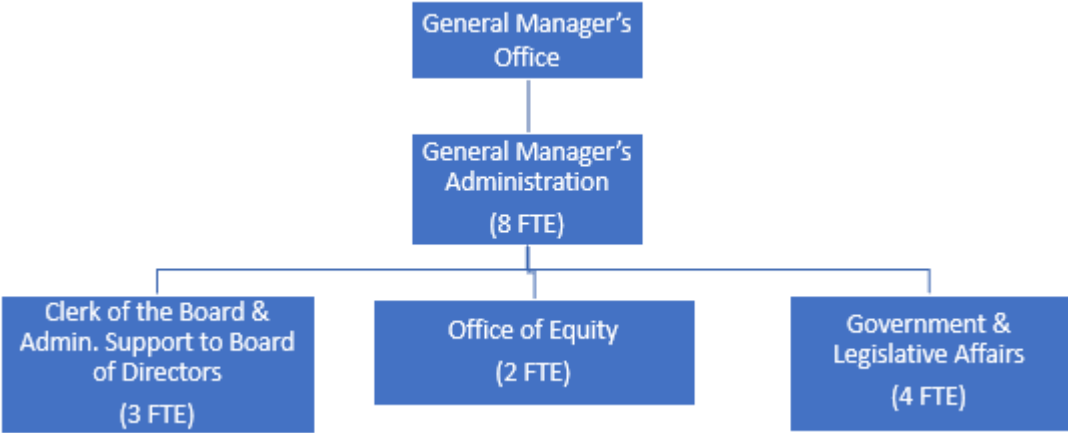 General Manager’s
Office
General Manager’s
Administration
(8 FTE)
Clerk of the Board &
Admin. Support to Board
of Directors
(3 FTE)
Office of Equity
(2 FTE)
Government &
Legislative Affairs
(4 FTE)